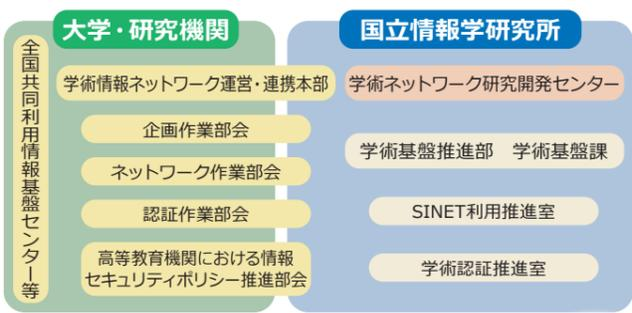 大学・研究機関
国立情報学研究所
全国共同利用情報基盤センター等
学術情報ネットワーク運営・連携本部
企画作業部会
ネットワーク作業部会
認証作業部会
高等教育機関における情報
セキュリティポリシー推進部会
学術ネットワーク研究開発センター
学術基盤推進部　学術基盤課
SINET利用推進室
学術認証推進室